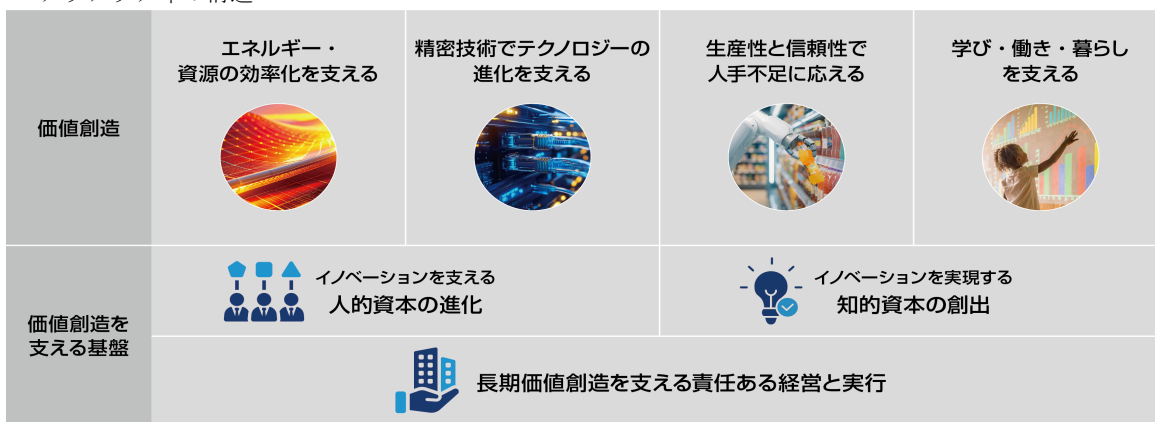 価値創造
エネルギー・
資源の効率化を支える
精密技術でテクノロジーの
進化を支える
生産性と信頼性で
人手不足に応える
学び・働き・暮らし
を支える
価値創造を
支える基盤
イノベーションを支える
人的資本の進化
イノベーションを実現する
知的資本の創出
長期価値創造を支える責任ある経営と実行